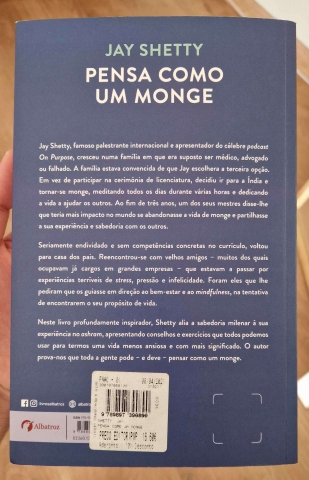 JAY SHETTY
PENSA COMO
UM MONGE
Jay Shetty, famoso palestrante internacional e apresentador do célebre podcast
On Purpose, cresceu numa família em que era suposto ser médico, advogado
ou falhado. A família estava convencida de que Jay escolhera a terceira opção.
Em vez de participar na cerimónia de licenciatura, decidiu ir para a Índia e
tornar-se monge, meditando todos os dias durante várias horas e dedicando
a vida a ajudar os outros. Ao fim de três anos, um dos seus mestres disse-lhe
que teria mais impacto no mundo se abandonasse a vida de monge e partilhasse
a sua experiência e sabedoria com os outros.
Seriamente endividado e sem competências concretas no currículo, voltou
para casa dos pais. Reencontrou-se com velhos amigos – muitos dos quais
ocupavam já cargos em grandes empresas – que estavam a passar por
experiências terríveis de stress, pressão e infelicidade. Foram eles que lhe
pediram que os guiasse em direção ao bem-estar e ao mindfulness, na tentativa
de encontrarem o seu propósito de vida.
Neste livro profundamente inspirador, Shetty alia a sabedoria milenar à sua
experiência no ashram, apresentando conselhos e exercícios que todos podemos
usar para termos uma vida menos ansiosa e com mais significado. O autor
prova-nos que toda a gente pode – e deve – pensar como um monge.
Albatroz
PENSA COMO UM MONGE